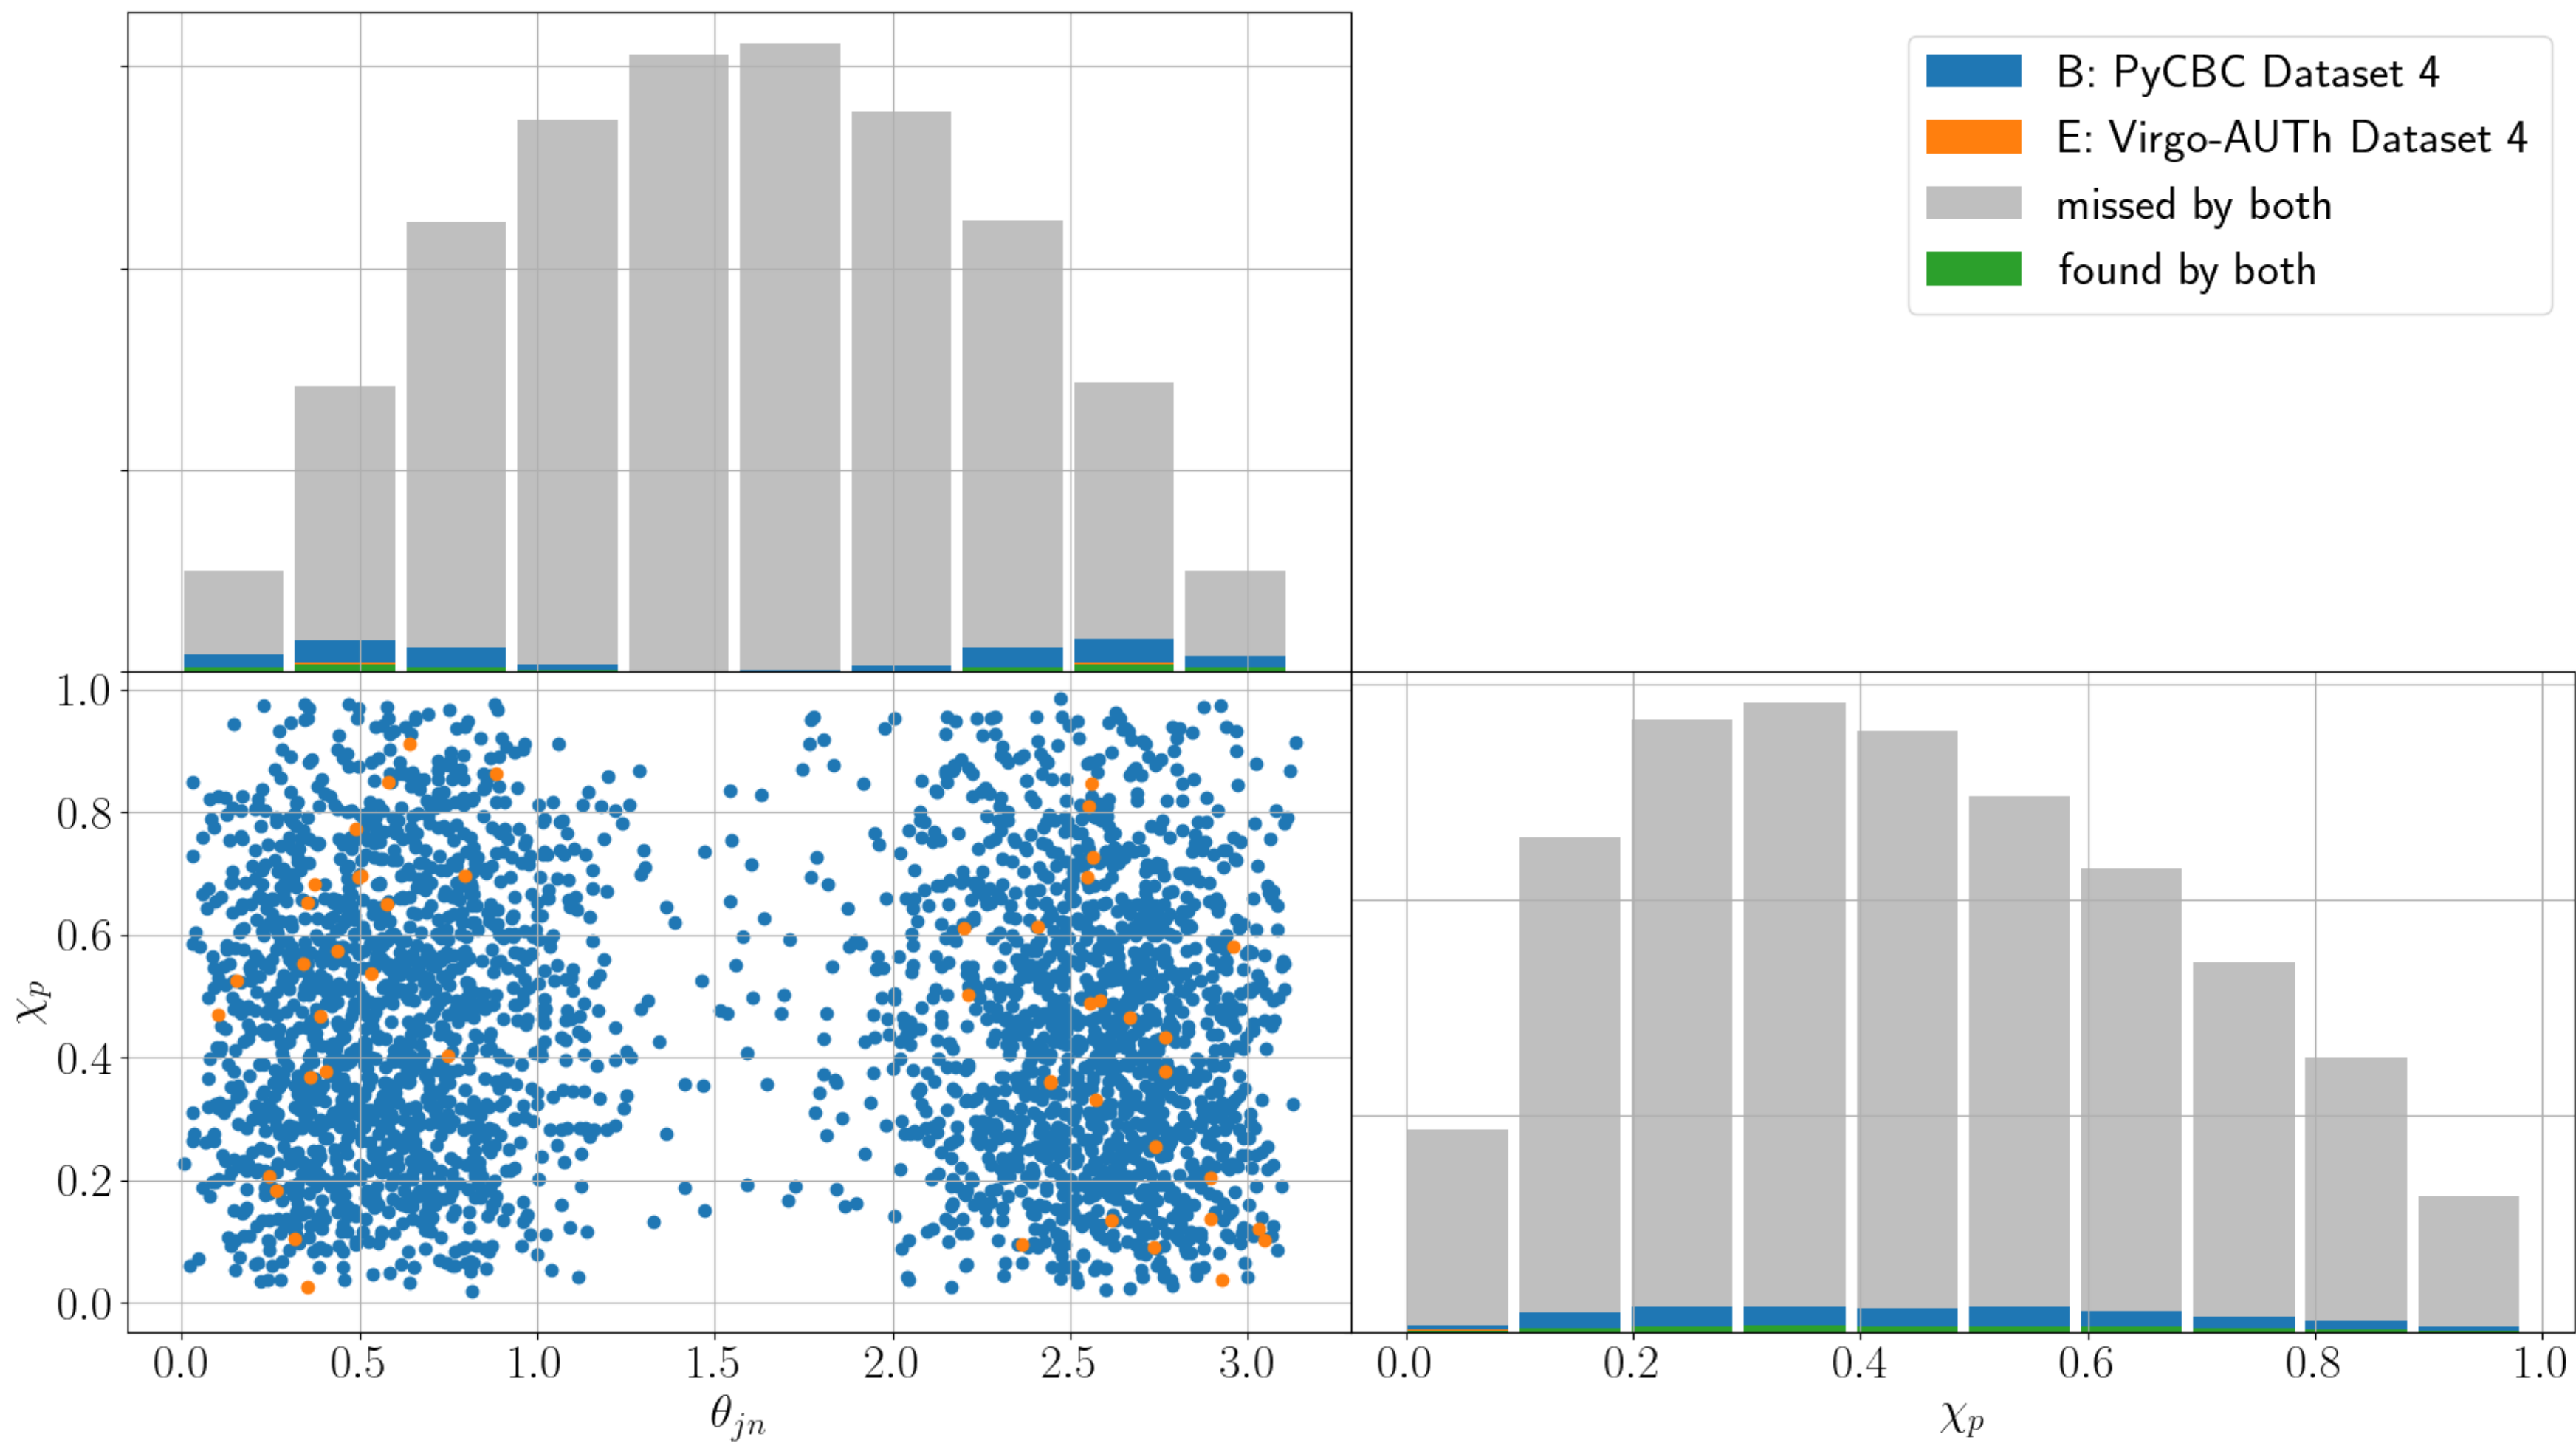 B: PyCBC Dataset 4
E: Virgo-AUTh Dataset 4
missed by both
found by both
1.0
0.8
0.6
0.4
0.2
0.0
χp
0.0 0.5 1.0 1.5 2.0 2.5 3.0
θjn
0.0 0.2 0.4 0.6 0.8 1.0
χp